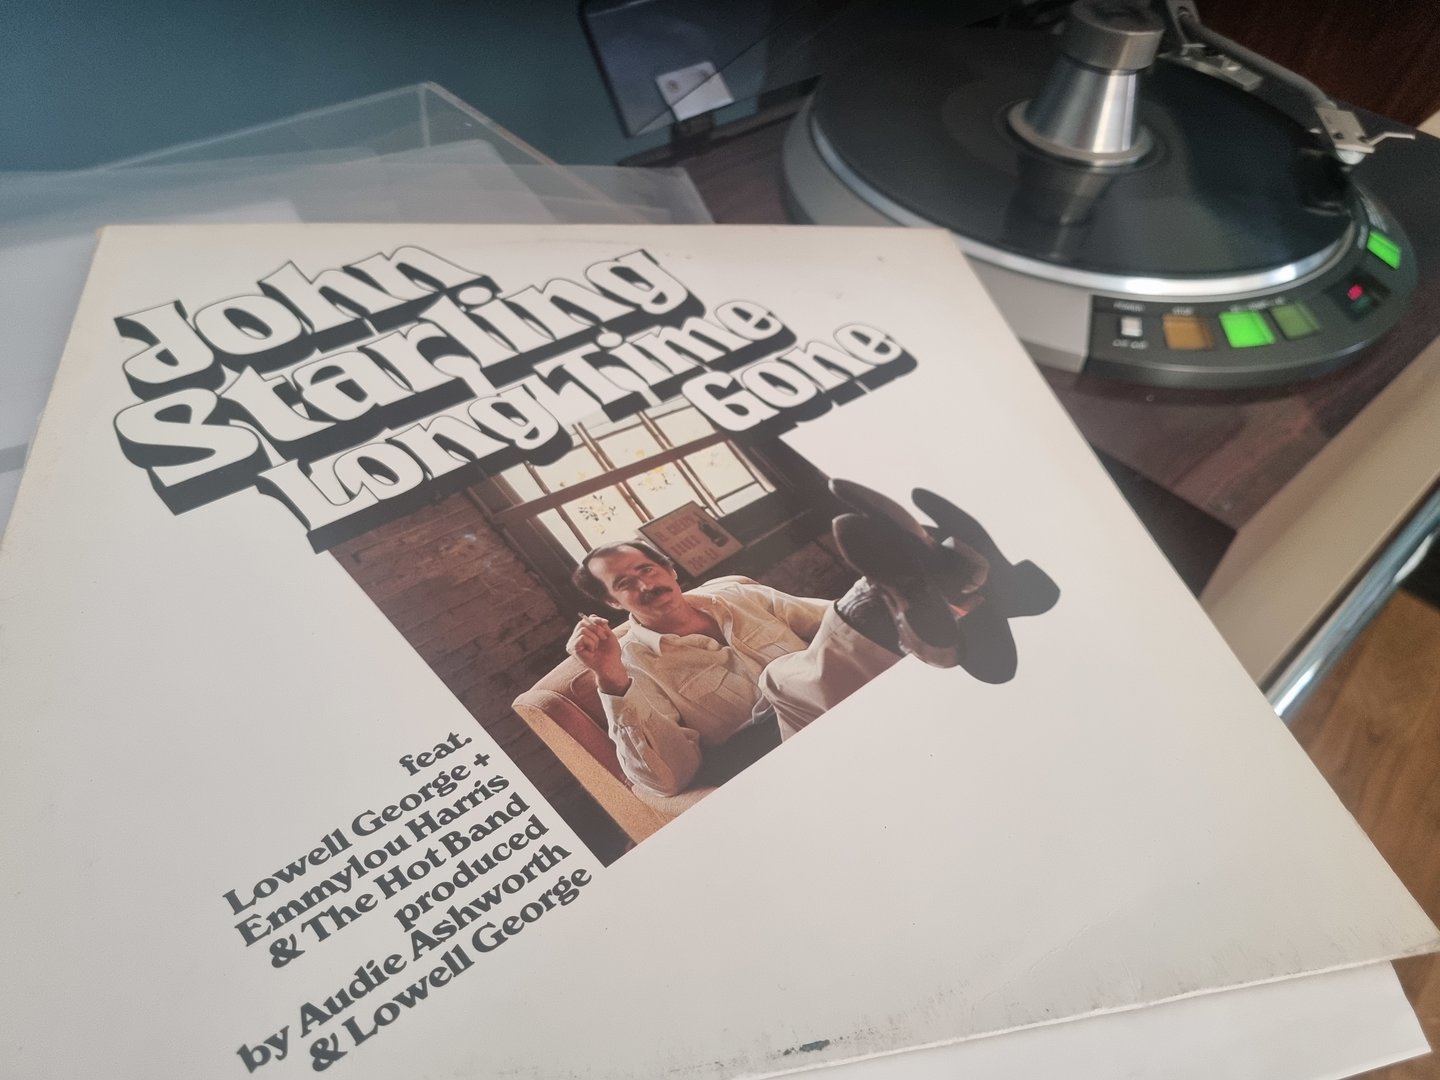 John
Starling
Long Time
Gone
feat.
Lowell George +
Emmylou Harris
& The Hot Band
produced
by Audie Ashworth
& Lowell George